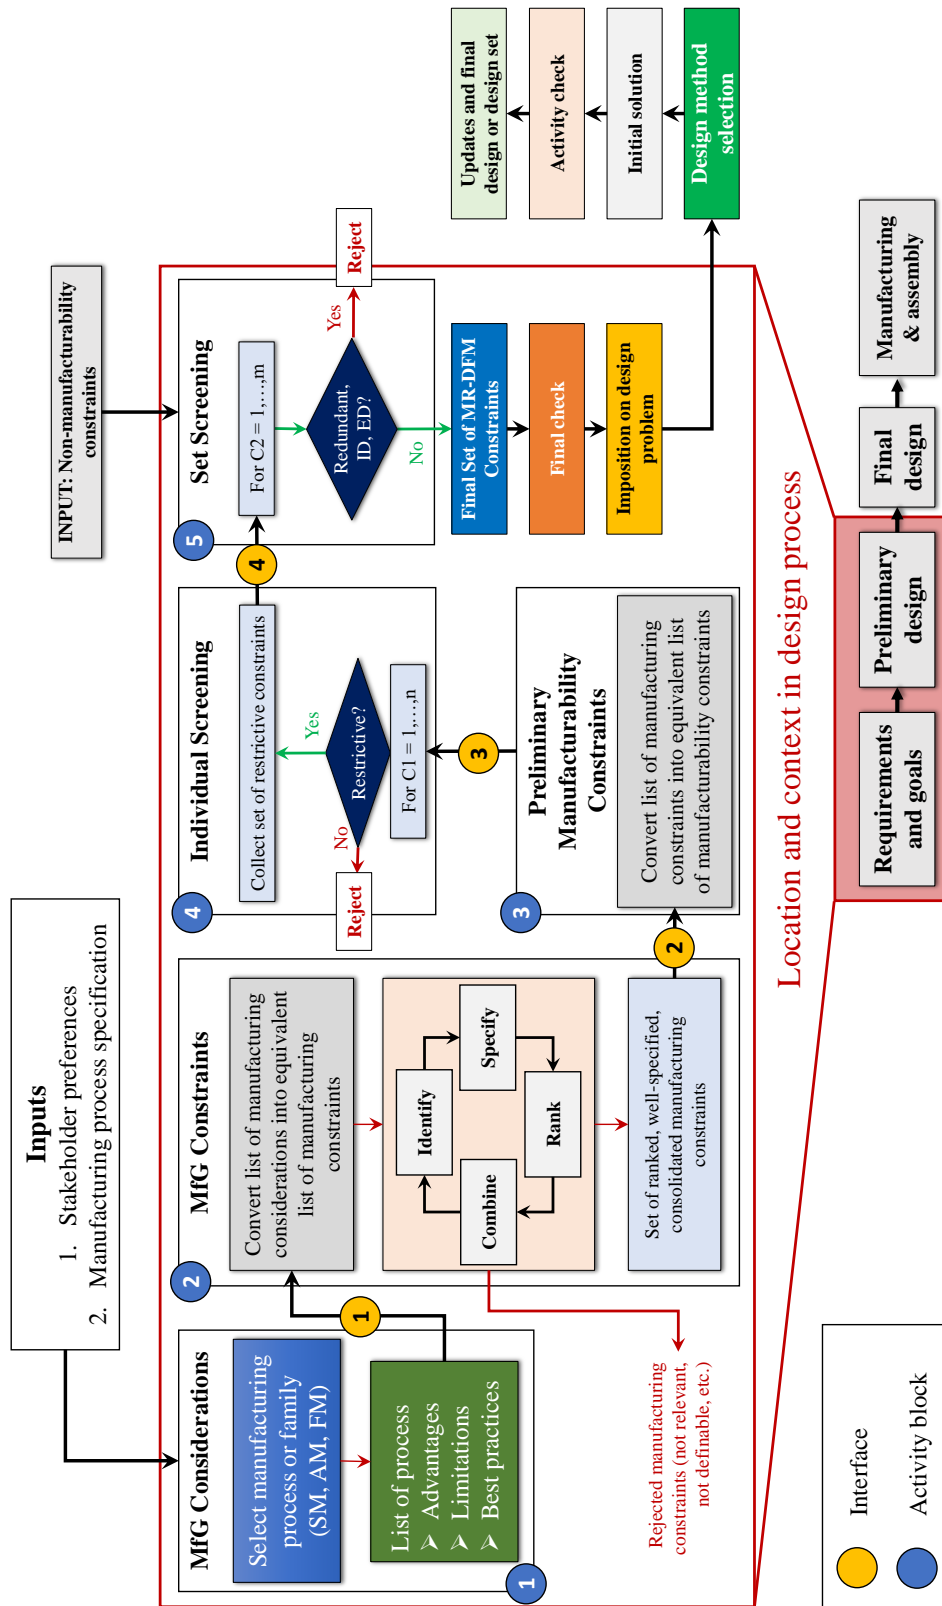 Inputs
1. Stakeholder preferences
2. Manufacturing process specification
INPUT: Non-manufacturability
constraints
1
MfG Considerations
Select manufacturing
process or family
(SM, AM, FM)
List of process
➤ Advantages
➤ Limitations
➤ Best practices
1
2
MfG Constraints
Convert list of manufacturing
considerations into equivalent
list of manufacturing
constraints
Identify
Specify
Rank
Combine
Set of ranked, well-specified,
consolidated manufacturing
constraints
Rejected manufacturing
constraints (not relevant,
not definable, etc.)
2
3
Preliminary
Manufacturability
Constraints
Convert list of manufacturing
constraints into equivalent list
of manufacturability constraints
3
4
Individual Screening
For C1 = 1,…,n
Restrictive?
No
Reject
Yes
Collect set of restrictive constraints
4
5
Set Screening
For C2 = 1,…,m
Redundant,
ID, ED?
Yes
Reject
No
Final Set of MR-DFM
Constraints
Final check
Imposition on design
problem
Design method
selection
Initial solution
Activity check
Updates and final
design or design set
Location and context in design process
Requirements
and goals
Preliminary
design
Final
design
Manufacturing
& assembly
Interface
Activity block